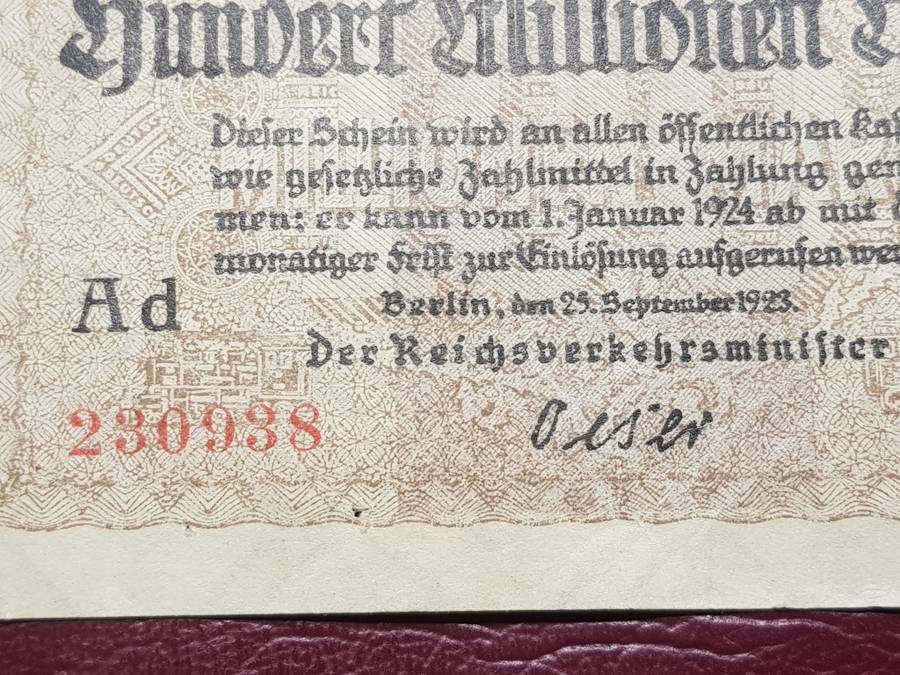 Hundert Millionen
Dieser Schein wird an allen öffentlichen
wie gesetzliche Zahlmittel in Zahlung
men; er kann vom 1. Januar 1924 ab mit
monatiger Frist zur Einlösung aufgerufen
Berlin, den 25. September 1923.
Ad
Der Reichsverkehrsminister
230938
Oeser